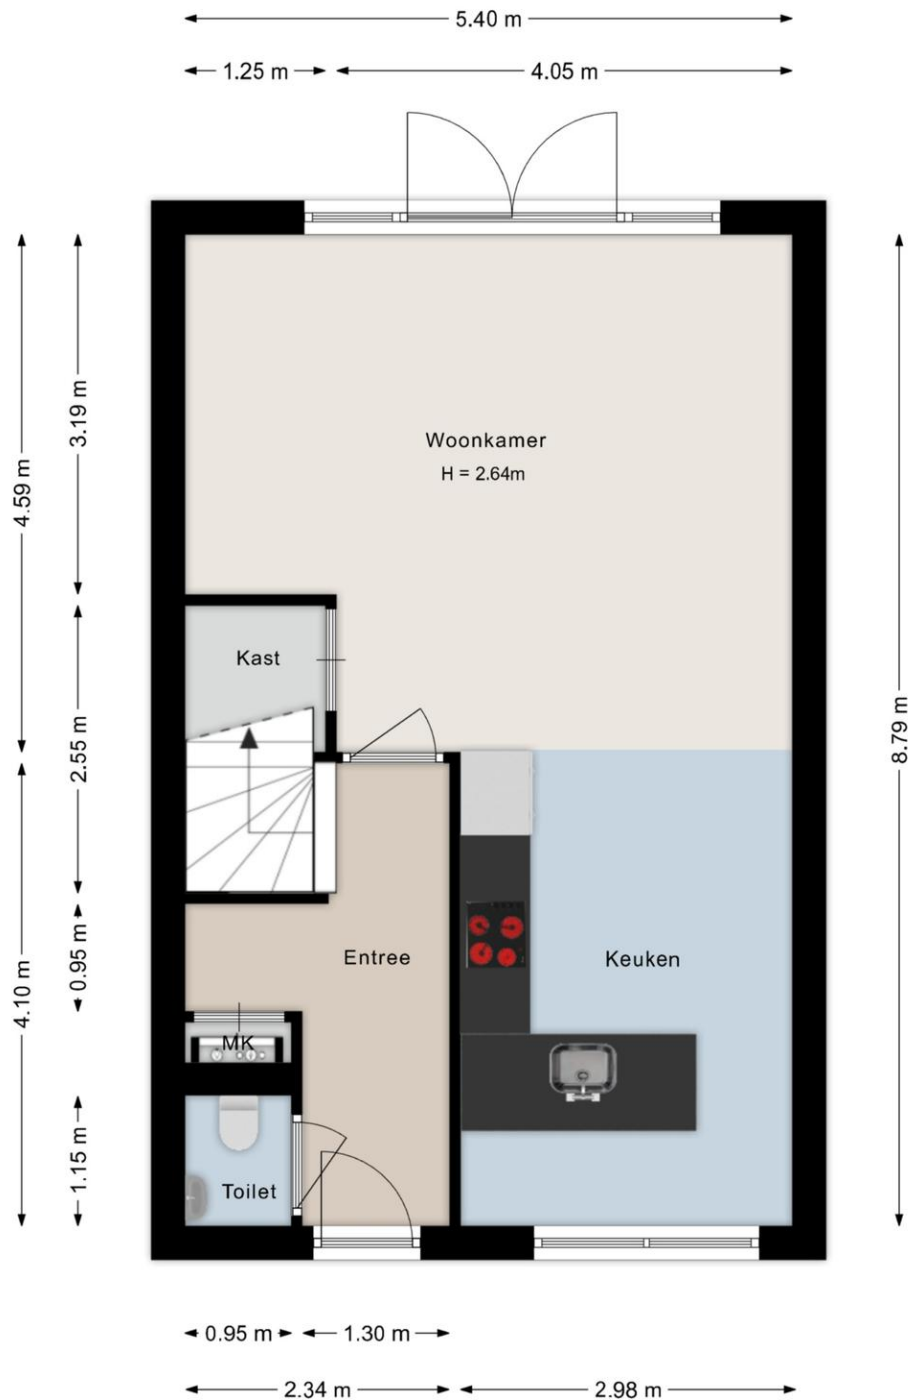 5.40 m
1.25 m
4.05 m
Woonkamer
H = 2.64m
3.19 m
4.59 m
Kast
2.55 m
8.79 m
Entree
Keuken
0.95 m
4.10 m
MK
1.15 m
Toilet
0.95 m
1.30 m
2.34 m
2.98 m